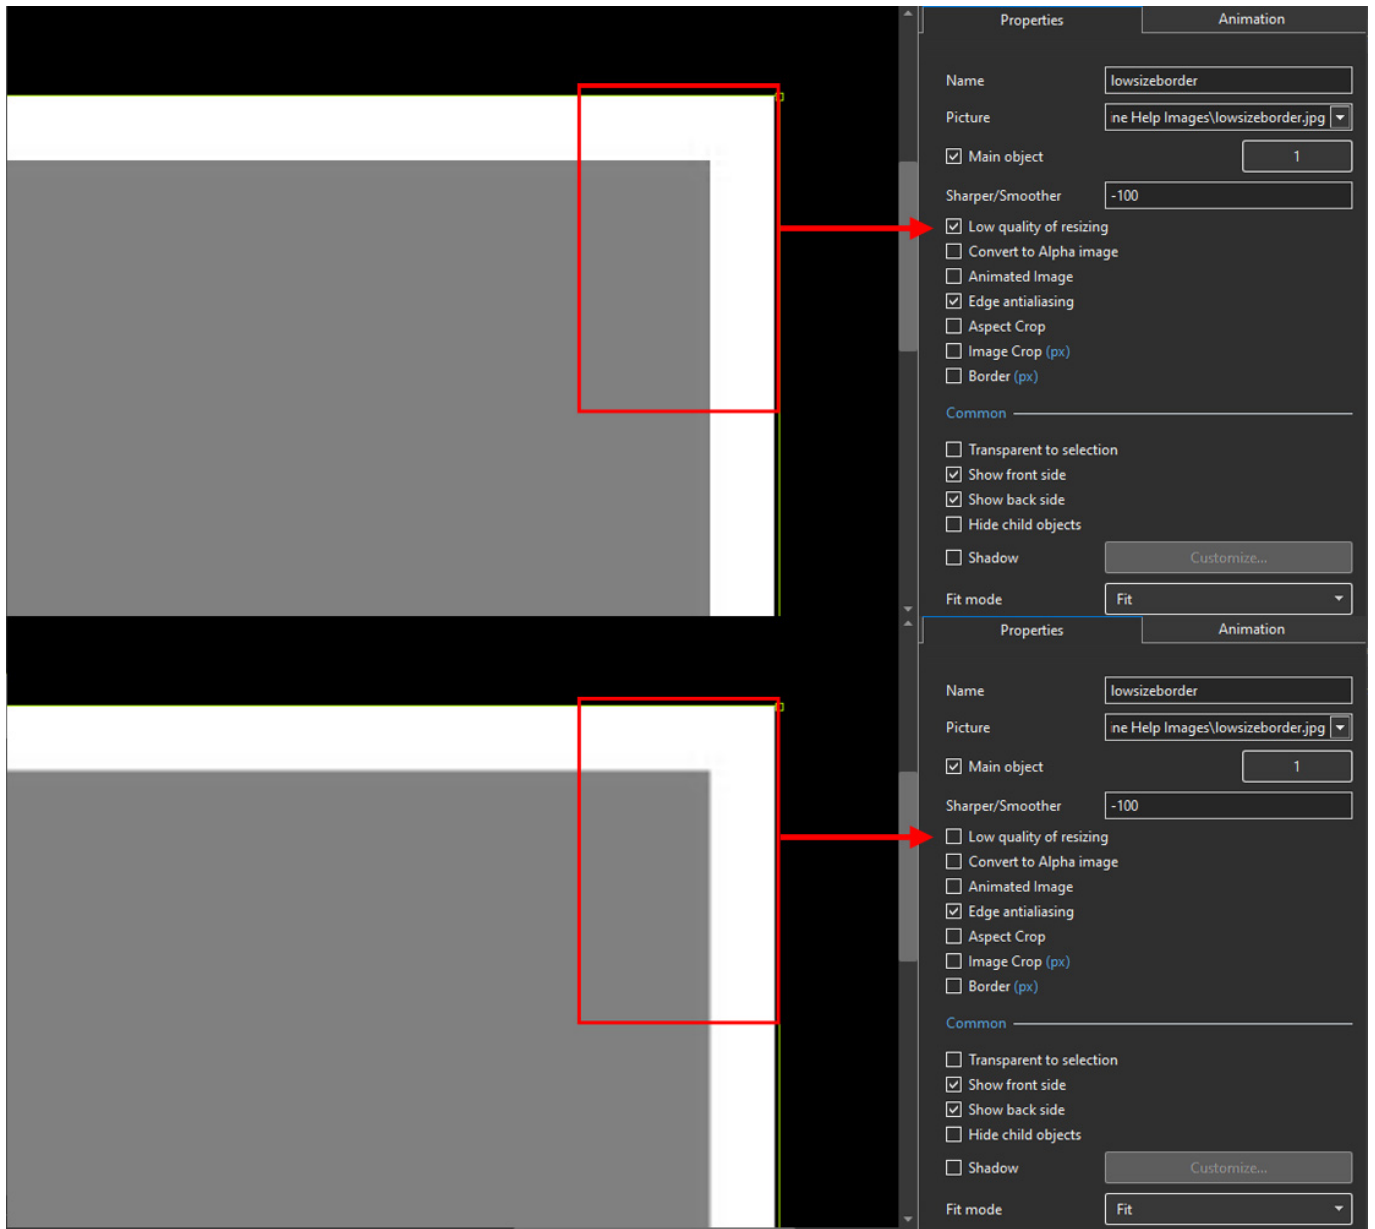 Properties Animation
Name lowsizeborder
Picture ne Help Images\lowsizeborder.jpg
Main object 1
Sharper/Smoother -100
Low quality of resizing
Convert to Alpha image
Animated Image
Edge antialiasing
Aspect Crop
Image Crop (px)
Border (px)
Common
Transparent to selection
Show front side
Show back side
Hide child objects
Shadow Customize...
Fit mode Fit
Properties Animation
Name lowsizeborder
Picture ne Help Images\lowsizeborder.jpg
Main object 1
Sharper/Smoother -100
Low quality of resizing
Convert to Alpha image
Animated Image
Edge antialiasing
Aspect Crop
Image Crop (px)
Border (px)
Common
Transparent to selection
Show front side
Show back side
Hide child objects
Shadow Customize...
Fit mode Fit